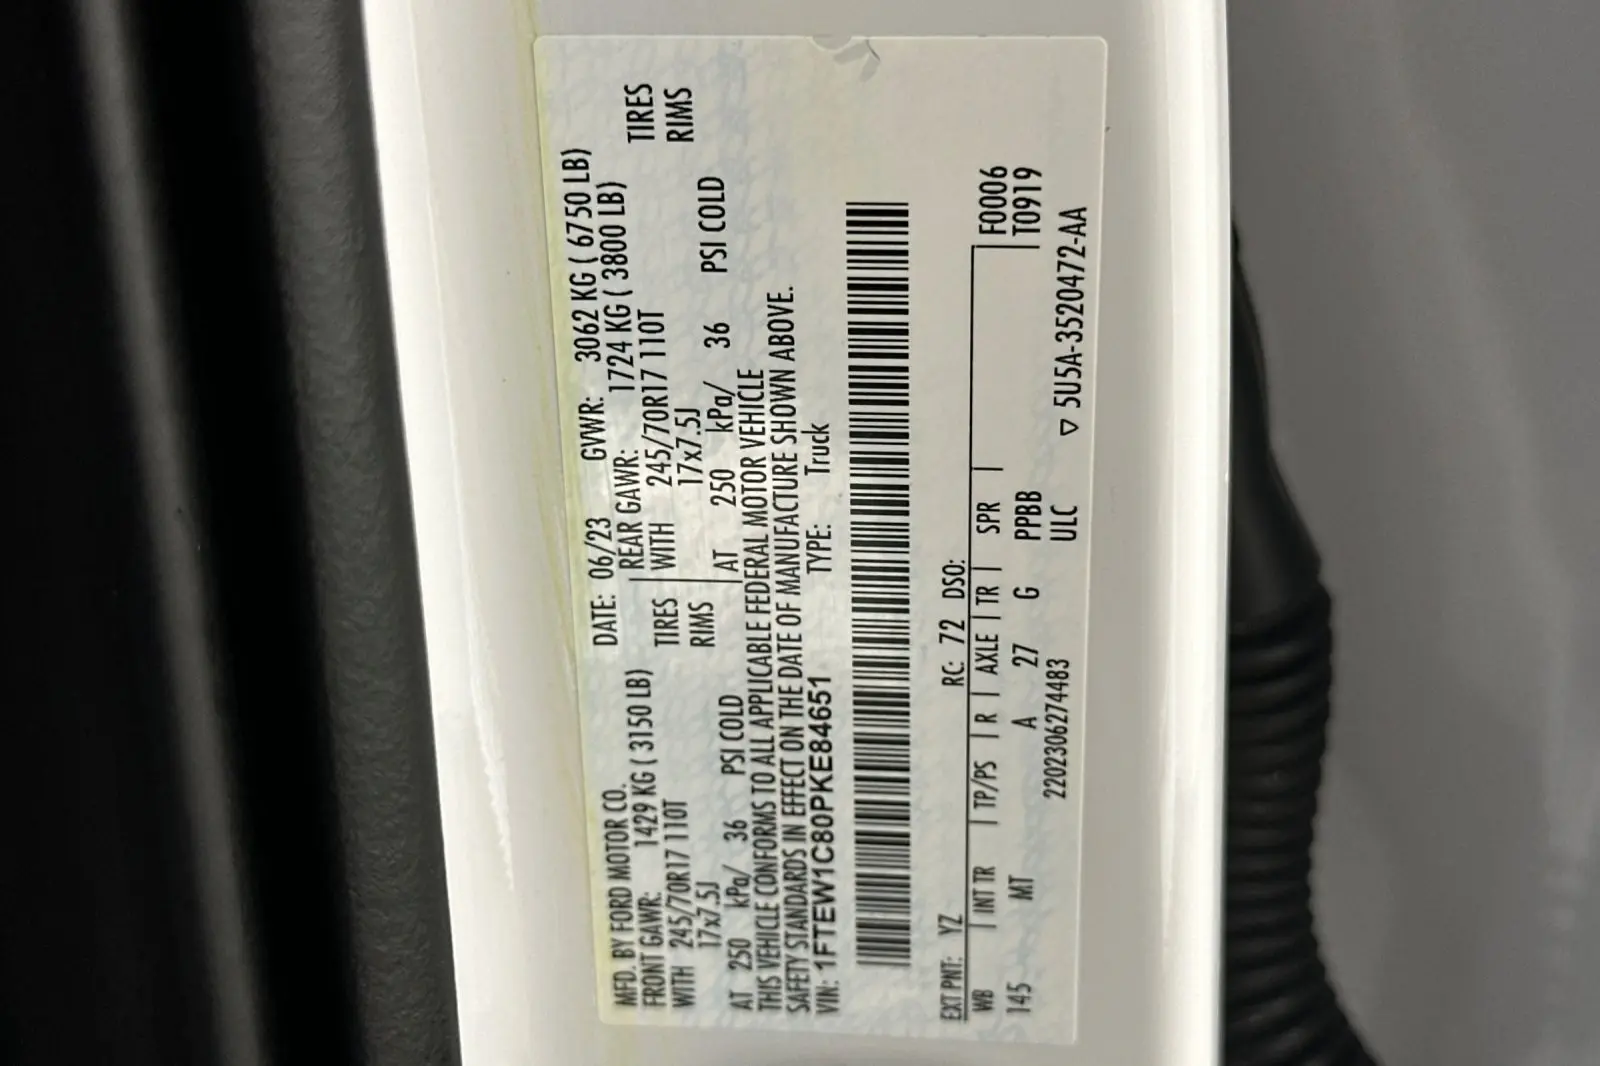 MFD. BY FORD MOTOR CO.
DATE: 06/23 GVWR: 3062 KG ( 6750 LB)
FRONT GAWR: 1429 KG ( 3150 LB) REAR GAWR: 1724 KG ( 3800 LB)
WITH 245/70R17 110T TIRES WITH 245/70R17 110T TIRES
17x7.5J RIMS 17x7.5J RIMS
AT 250 kPa/ 36 PSI COLD AT 250 kPa/ 36 PSI COLD
THIS VEHICLE CONFORMS TO ALL APPLICABLE FEDERAL MOTOR VEHICLE
SAFETY STANDARDS IN EFFECT ON THE DATE OF MANUFACTURE SHOWN ABOVE.
VIN: 1FTEW1C80PKE84651 TYPE: Truck
EXT PNT: YZ RC: 72 DSO:
WB INT TR TP/PS R AXLE TR SPR F0006
145 MT A 27 G PPBB T0919
2202306274483 ULC ▽ 5U5A-3520472-AA